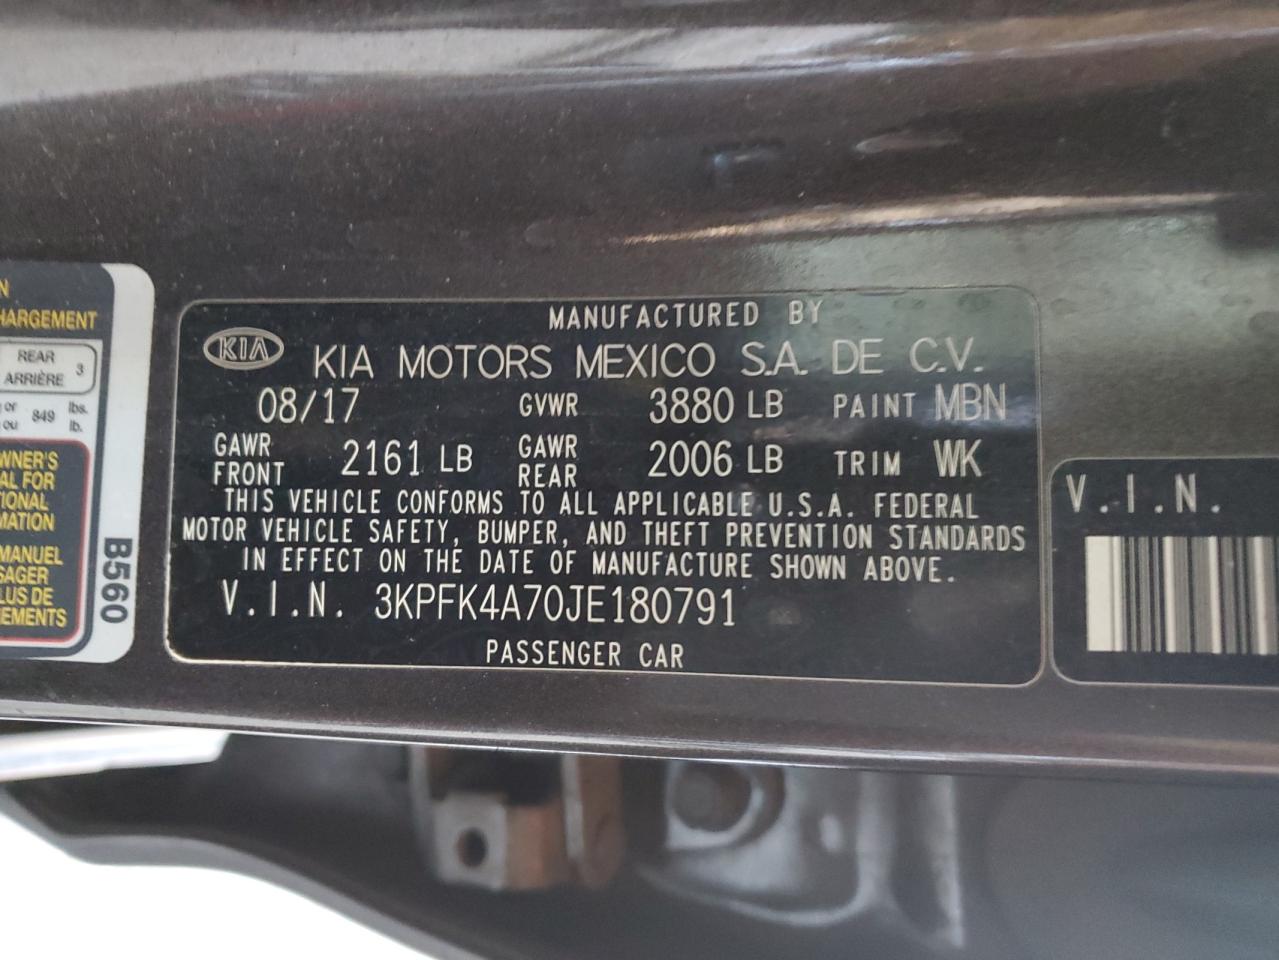 N
HARGEMENT
REAR 3
ARRIÈRE
or 849 lbs.
ou lb.
WNER'S
AL FOR
TIONAL
MATION
MANUEL
SAGER
LUS DE
EMENTS
B560
MANUFACTURED BY
KIA KIA MOTORS MEXICO S.A. DE C.V.
08/17 GVWR 3880 LB PAINT MBN
GAWR FRONT 2161 LB GAWR REAR 2006 LB TRIM WK
THIS VEHICLE CONFORMS TO ALL APPLICABLE U.S.A. FEDERAL
MOTOR VEHICLE SAFETY, BUMPER, AND THEFT PREVENTION STANDARDS
IN EFFECT ON THE DATE OF MANUFACTURE SHOWN ABOVE.
V.I.N. 3KPFK4A70JE180791
PASSENGER CAR
V.I.N.